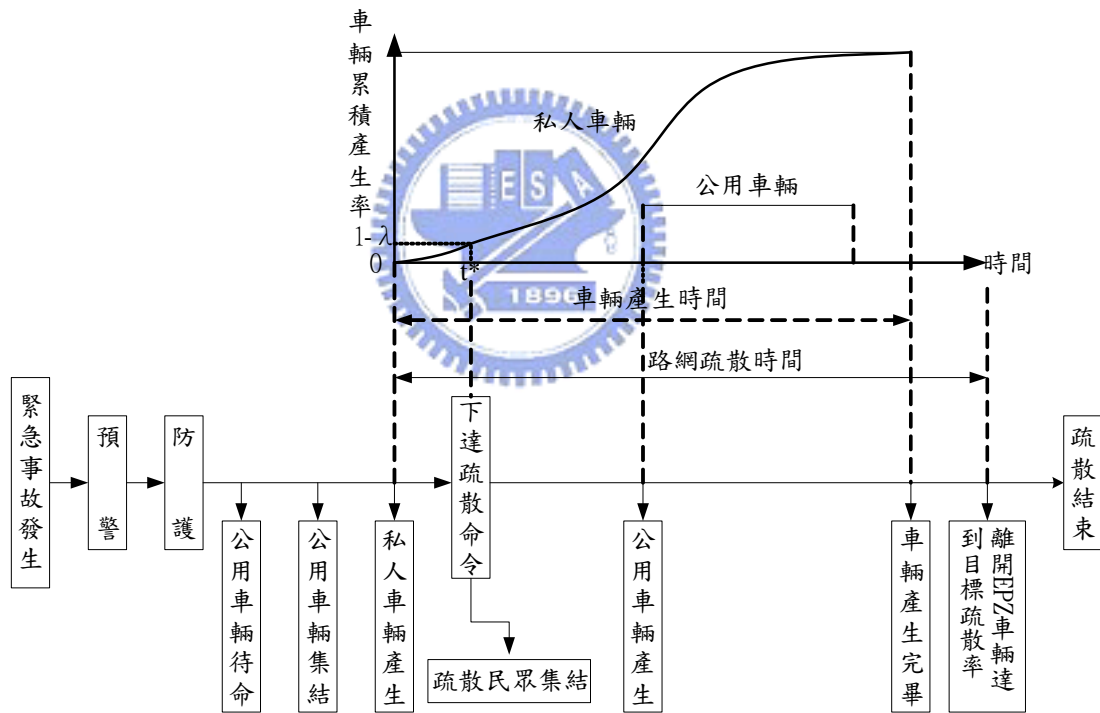 車輛累積產生率
私人車輛
公用車輛
1-λ
0
t*
時間
ESA
1896
車輛產生時間
路網疏散時間
緊急事故發生
預警
防護
下達疏散命令
疏散結束
公用車輛待命
公用車輛集結
私人車輛產生
公用車輛產生
車輛產生完畢
離開EPZ車輛達
到目標疏散率
疏散民眾集結